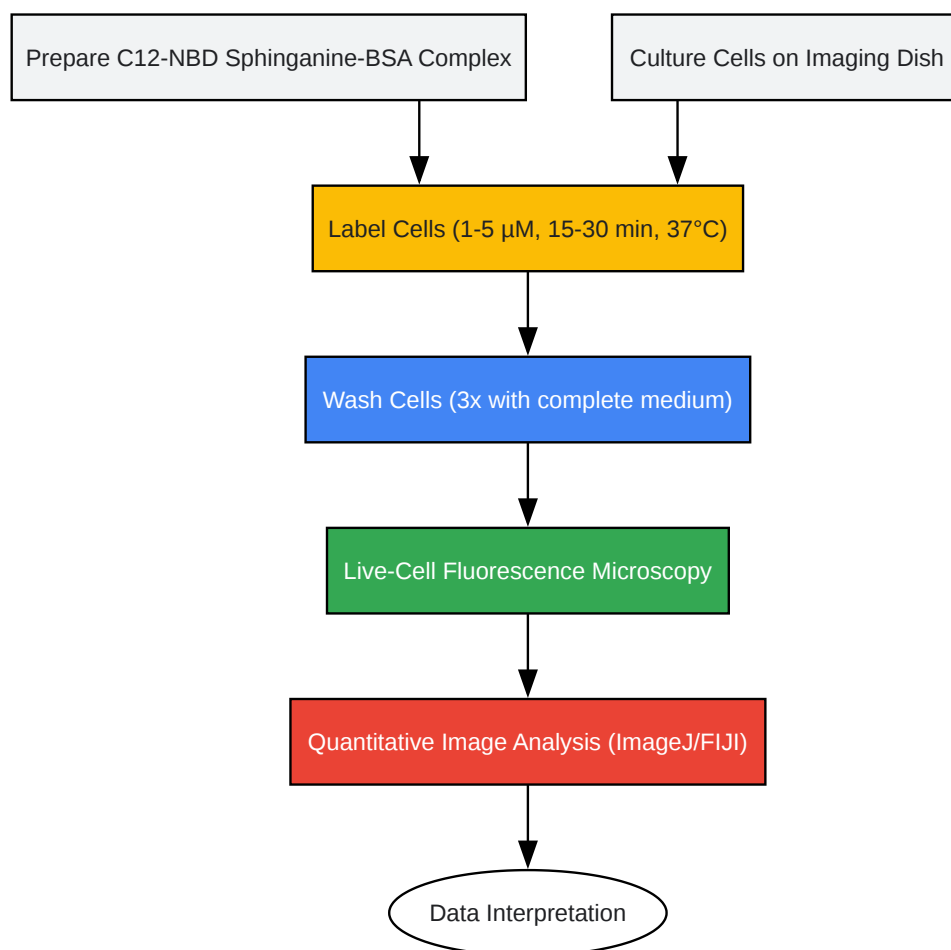 Prepare C12-NBD Sphinganine-BSA Complex
Culture Cells on Imaging Dish
Label Cells (1-5 µM, 15-30 min, 37°C)
Wash Cells (3x with complete medium)
Live-Cell Fluorescence Microscopy
Quantitative Image Analysis (ImageJ/FIJI)
Data Interpretation